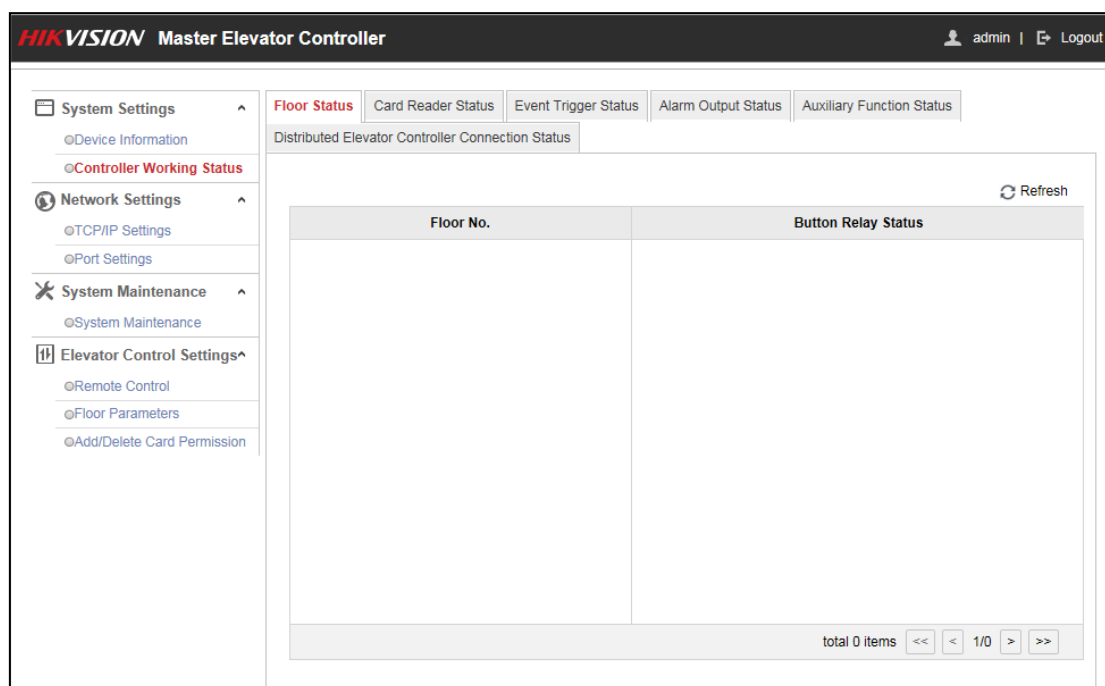 HIKVISION Master Elevator Controller
admin | Logout
System Settings
Device Information
Controller Working Status
Network Settings
TCP/IP Settings
Port Settings
System Maintenance
System Maintenance
Elevator Control Settings
Remote Control
Floor Parameters
Add/Delete Card Permission
Floor Status Card Reader Status Event Trigger Status Alarm Output Status Auxiliary Function Status
Distributed Elevator Controller Connection Status
Refresh
Floor No. Button Relay Status
total 0 items << < 1/0 > >>